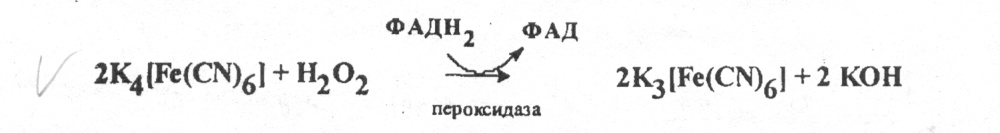 ФАДН₂ ФАД
2K₄[Fe(CN)₆] + H₂O₂ 2K₃[Fe(CN)₆] + 2 KOH
пероксидаза